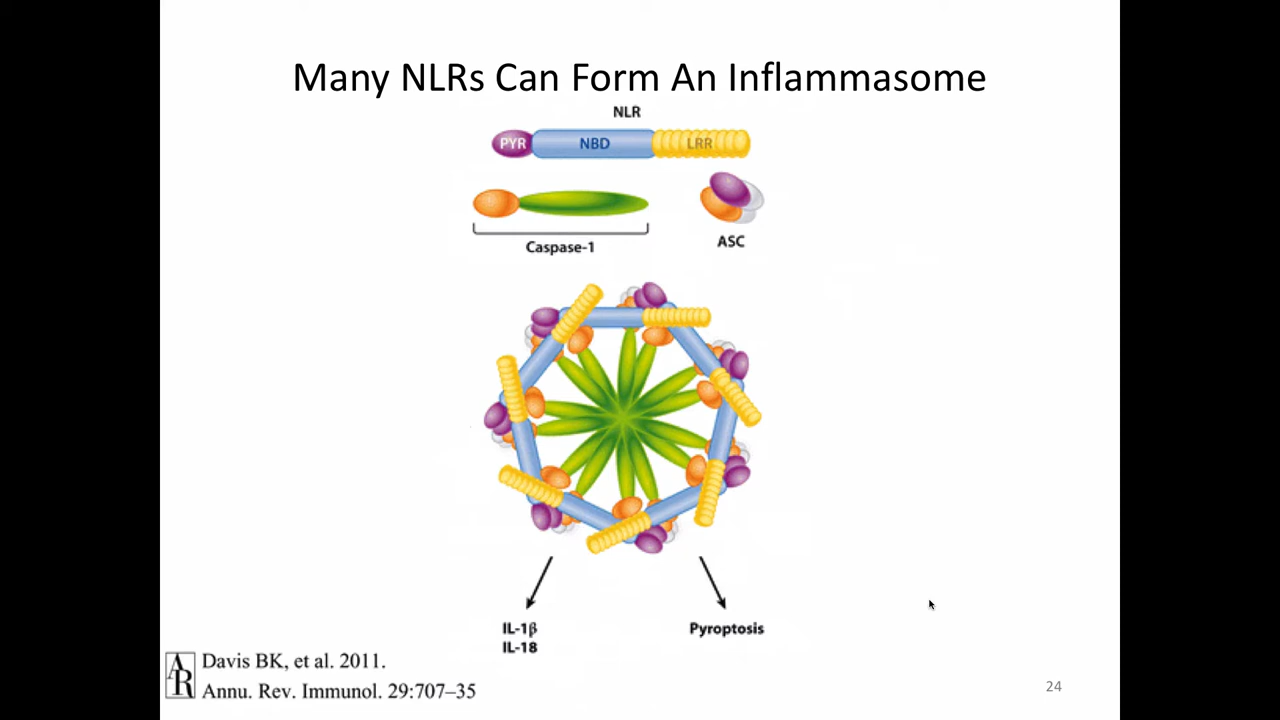 Many NLRs Can Form An Inflammasome
NLR
PYR NBD LRR
Caspase-1
ASC
IL-1β
IL-18
Pyroptosis
AR
Davis BK, et al. 2011.
Annu. Rev. Immunol. 29:707–35
24